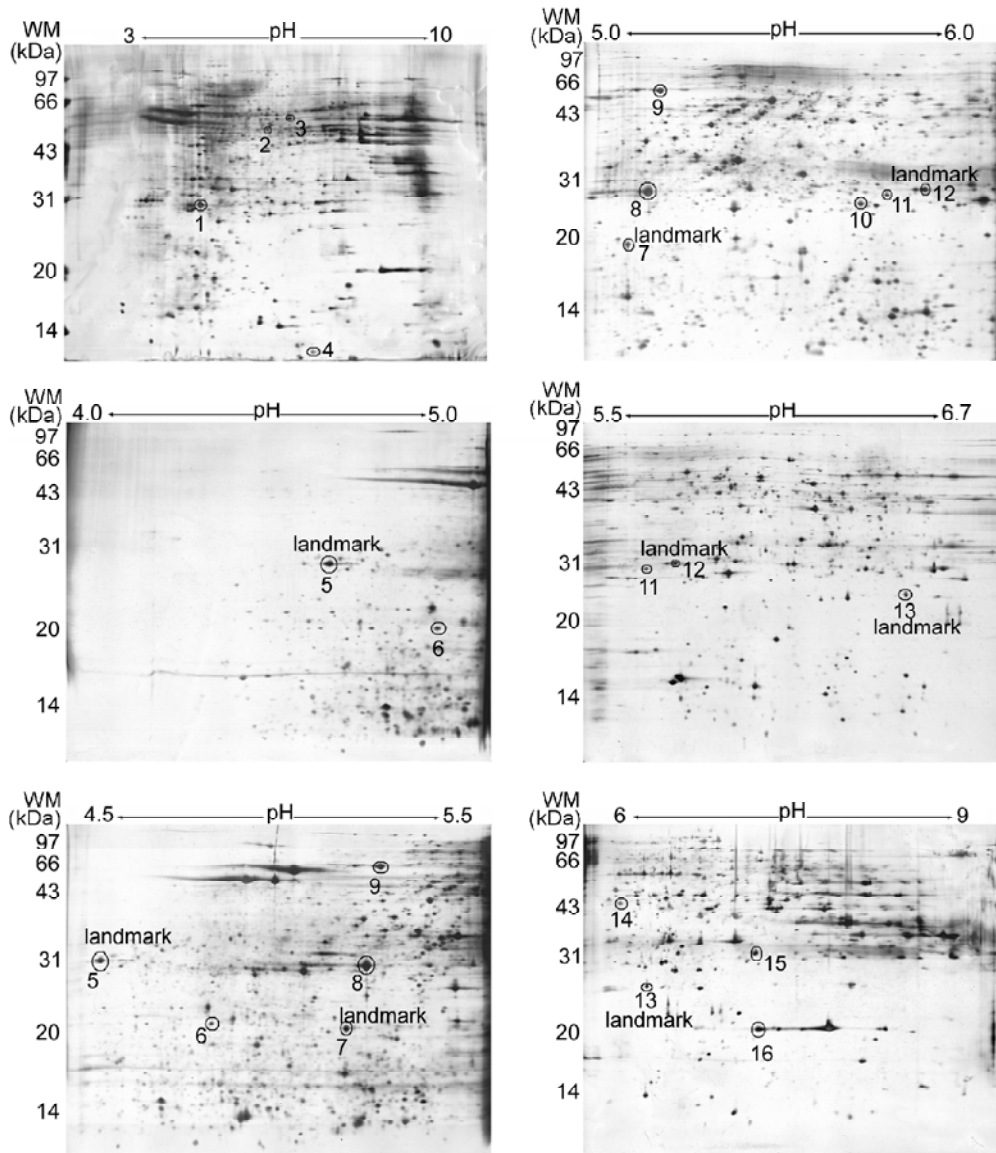 WM
(kDa)
3 pH 10
97
66
43
31
20
14
1
2
3
4
WM
(kDa)
5.0 pH 6.0
97
66
43
31
20
14
9
8
landmark
7
10
11
landmark
12
WM
(kDa)
4.0 pH 5.0
97
66
43
31
20
14
landmark
5
6
WM
(kDa)
5.5 pH 6.7
97
66
43
31
20
14
landmark
11 12
13
landmark
WM
(kDa)
4.5 pH 5.5
97
66
43
31
20
14
9
landmark
5
8
6
landmark
7
WM
(kDa)
6 pH 9
97
66
43
31
20
14
14
15
13
landmark
16